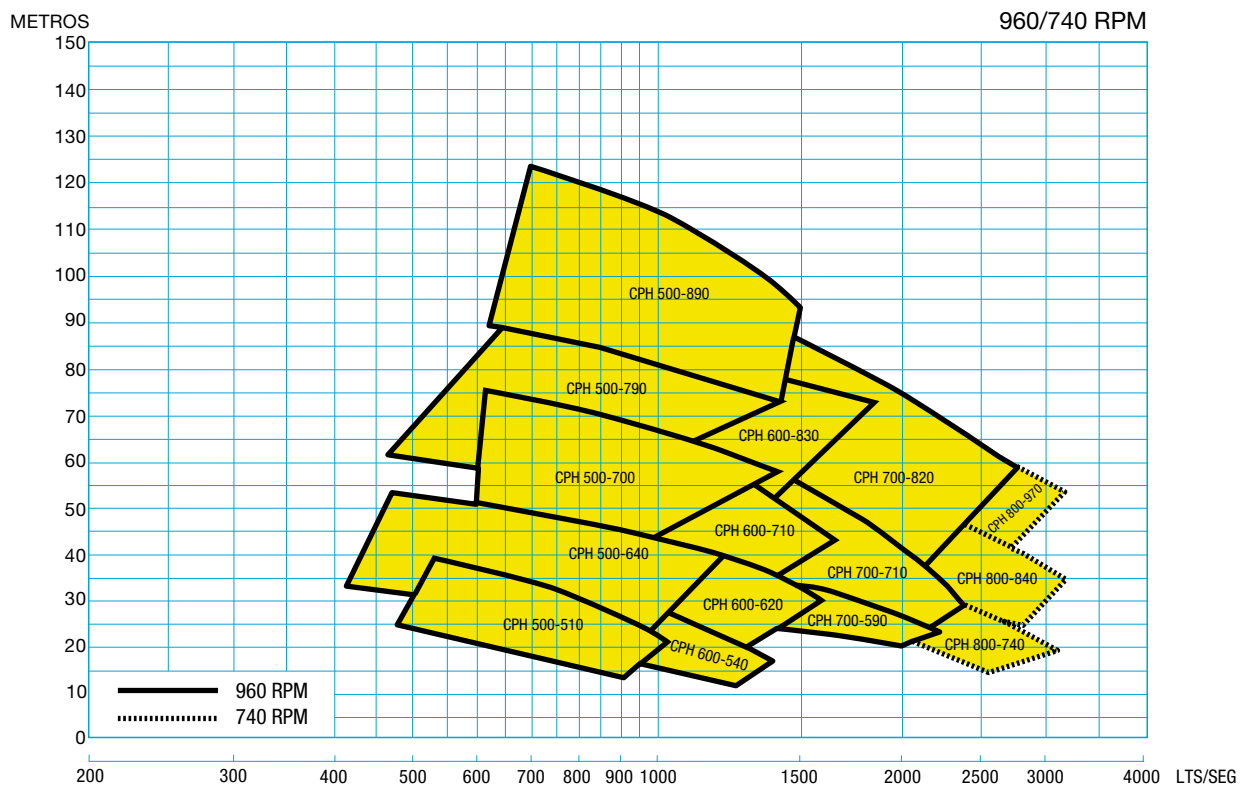 METROS
960/740 RPM
150
140
130
120
110
100
90
80
70
60
50
40
30
20
10
0
CPH 500-890
CPH 500-790
CPH 600-830
CPH 500-700
CPH 700-820
CPH 800-970
CPH 600-710
CPH 500-640
CPH 700-710
CPH 800-840
CPH 600-620
CPH 500-510
CPH 700-590
CPH 800-740
CPH 600-540
960 RPM
740 RPM
200 300 400 500 600 700 800 900 1000 1500 2000 2500 3000 4000 LTS/SEG